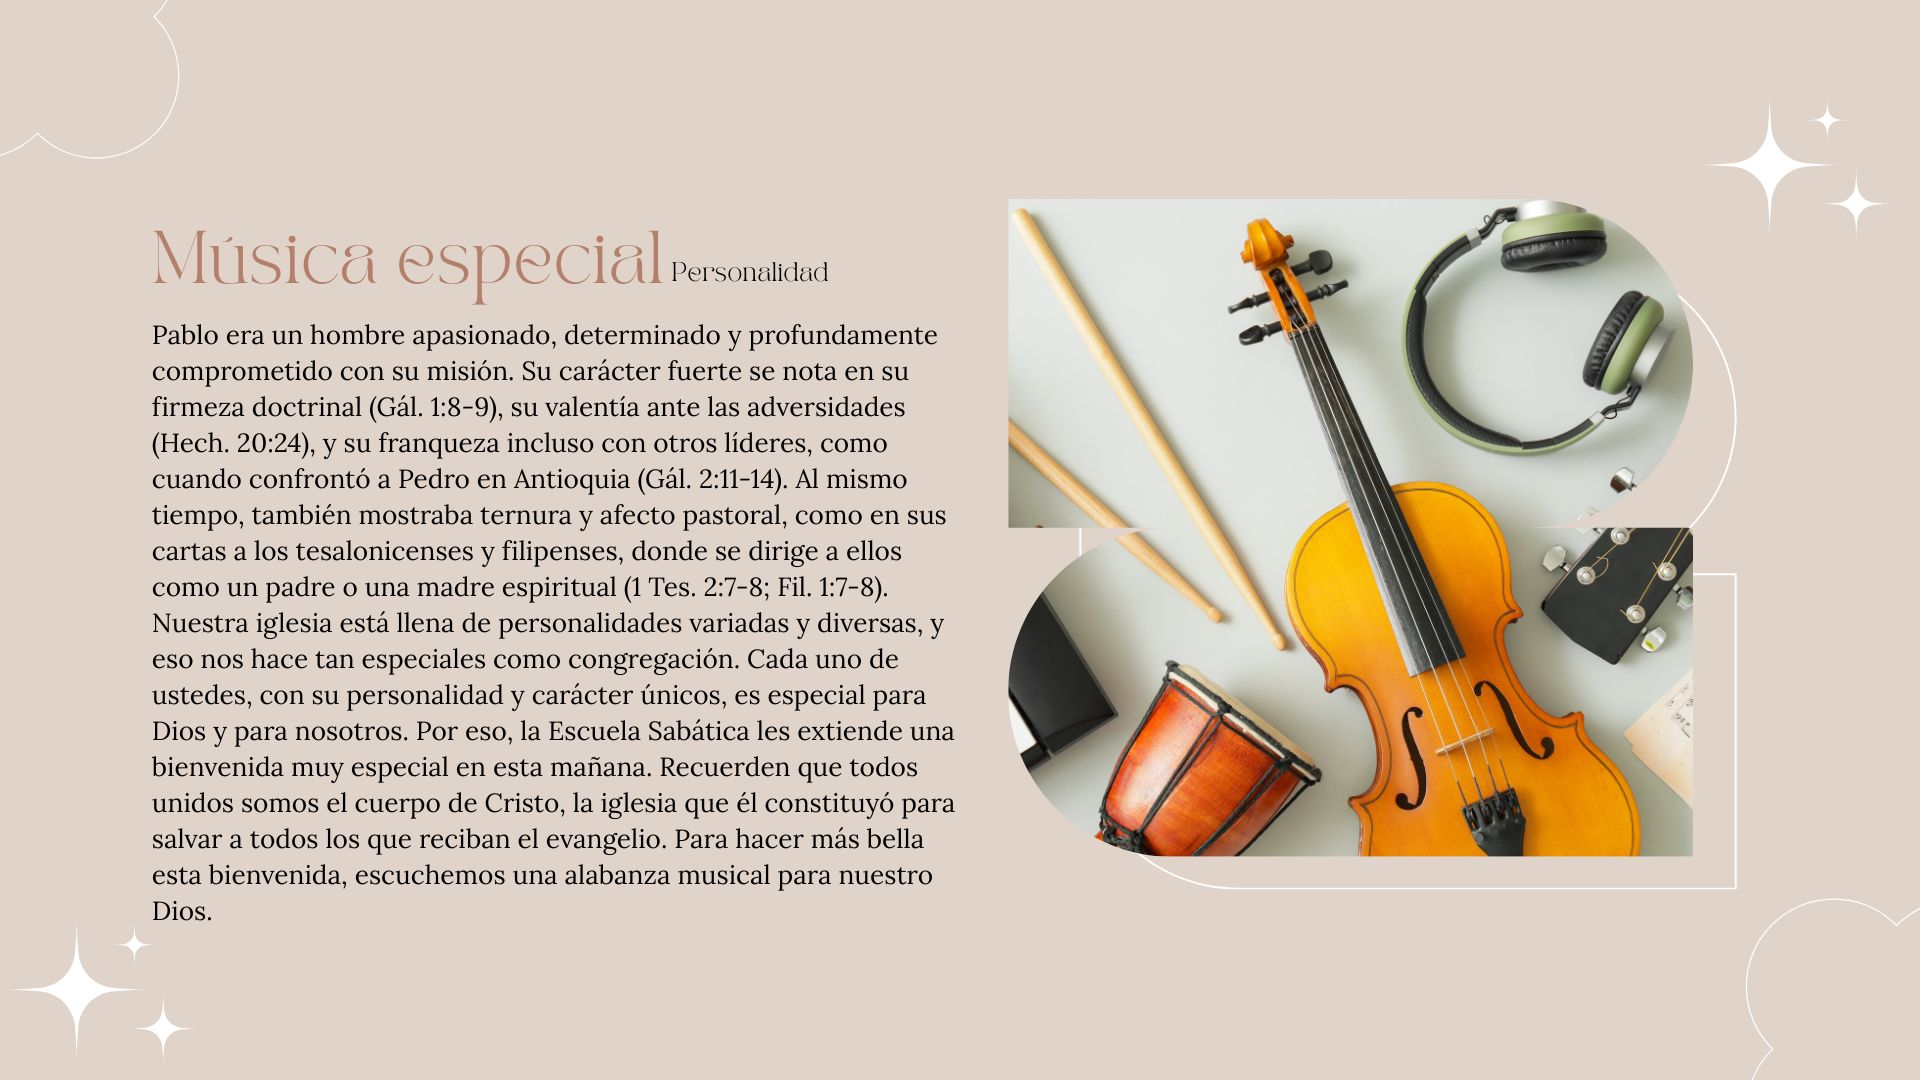 Música especial Personalidad
Pablo era un hombre apasionado, determinado y profundamente
comprometido con su misión. Su carácter fuerte se nota en su
firmeza doctrinal (Gál. 1:8-9), su valentía ante las adversidades
(Hech. 20:24), y su franqueza incluso con otros líderes, como
cuando confrontó a Pedro en Antioquia (Gál. 2:11-14). Al mismo
tiempo, también mostraba ternura y afecto pastoral, como en sus
cartas a los tesalonicenses y filipenses, donde se dirige a ellos
como un padre o una madre espiritual (1 Tes. 2:7-8; Fil. 1:7-8).
Nuestra iglesia está llena de personalidades variadas y diversas, y
eso nos hace tan especiales como congregación. Cada uno de
ustedes, con su personalidad y carácter únicos, es especial para
Dios y para nosotros. Por eso, la Escuela Sabática les extiende una
bienvenida muy especial en esta mañana. Recuerden que todos
unidos somos el cuerpo de Cristo, la iglesia que él constituyó para
salvar a todos los que reciban el evangelio. Para hacer más bella
esta bienvenida, escuchemos una alabanza musical para nuestro
Dios.